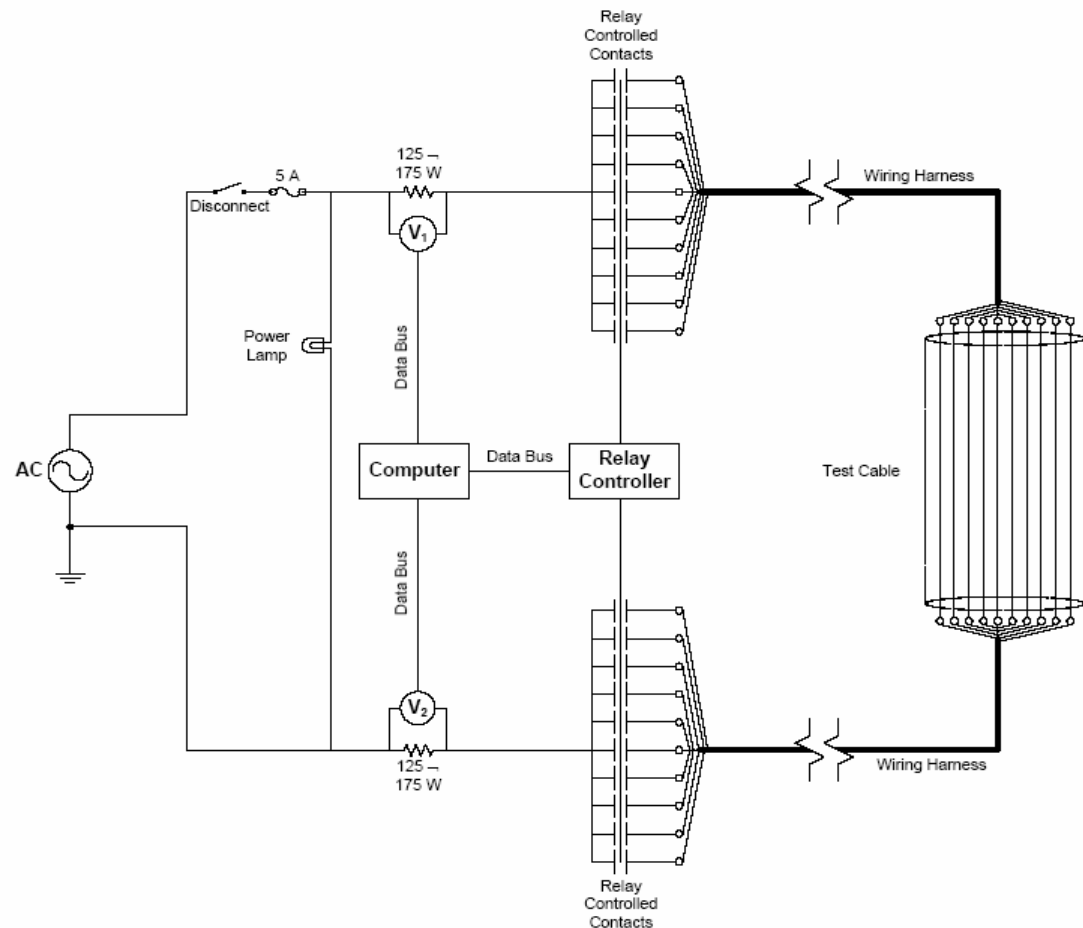 Relay
Controlled
Contacts
125 ¬
175 W
5 A
Disconnect
V1
Wiring Harness
Power
Lamp
Data Bus
AC
Computer
Data Bus
Relay
Controller
Test Cable
Data Bus
V2
125 ¬
175 W
Wiring Harness
Relay
Controlled
Contacts